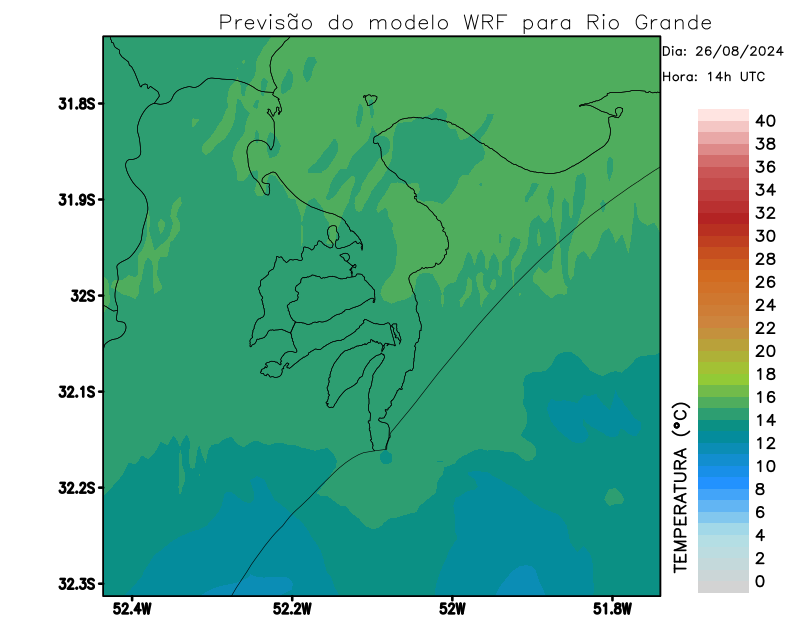 Previsão do modelo WRF para Rio Grande
Dia: 26/08/2024
Hora: 14h UTC
31.8S
31.9S
32S
32.1S
32.2S
32.3S
52.4W
52.2W
52W
51.8W
TEMPERATURA (°C)
40
38
36
34
32
30
28
26
24
22
20
18
16
14
12
10
8
6
4
2
0